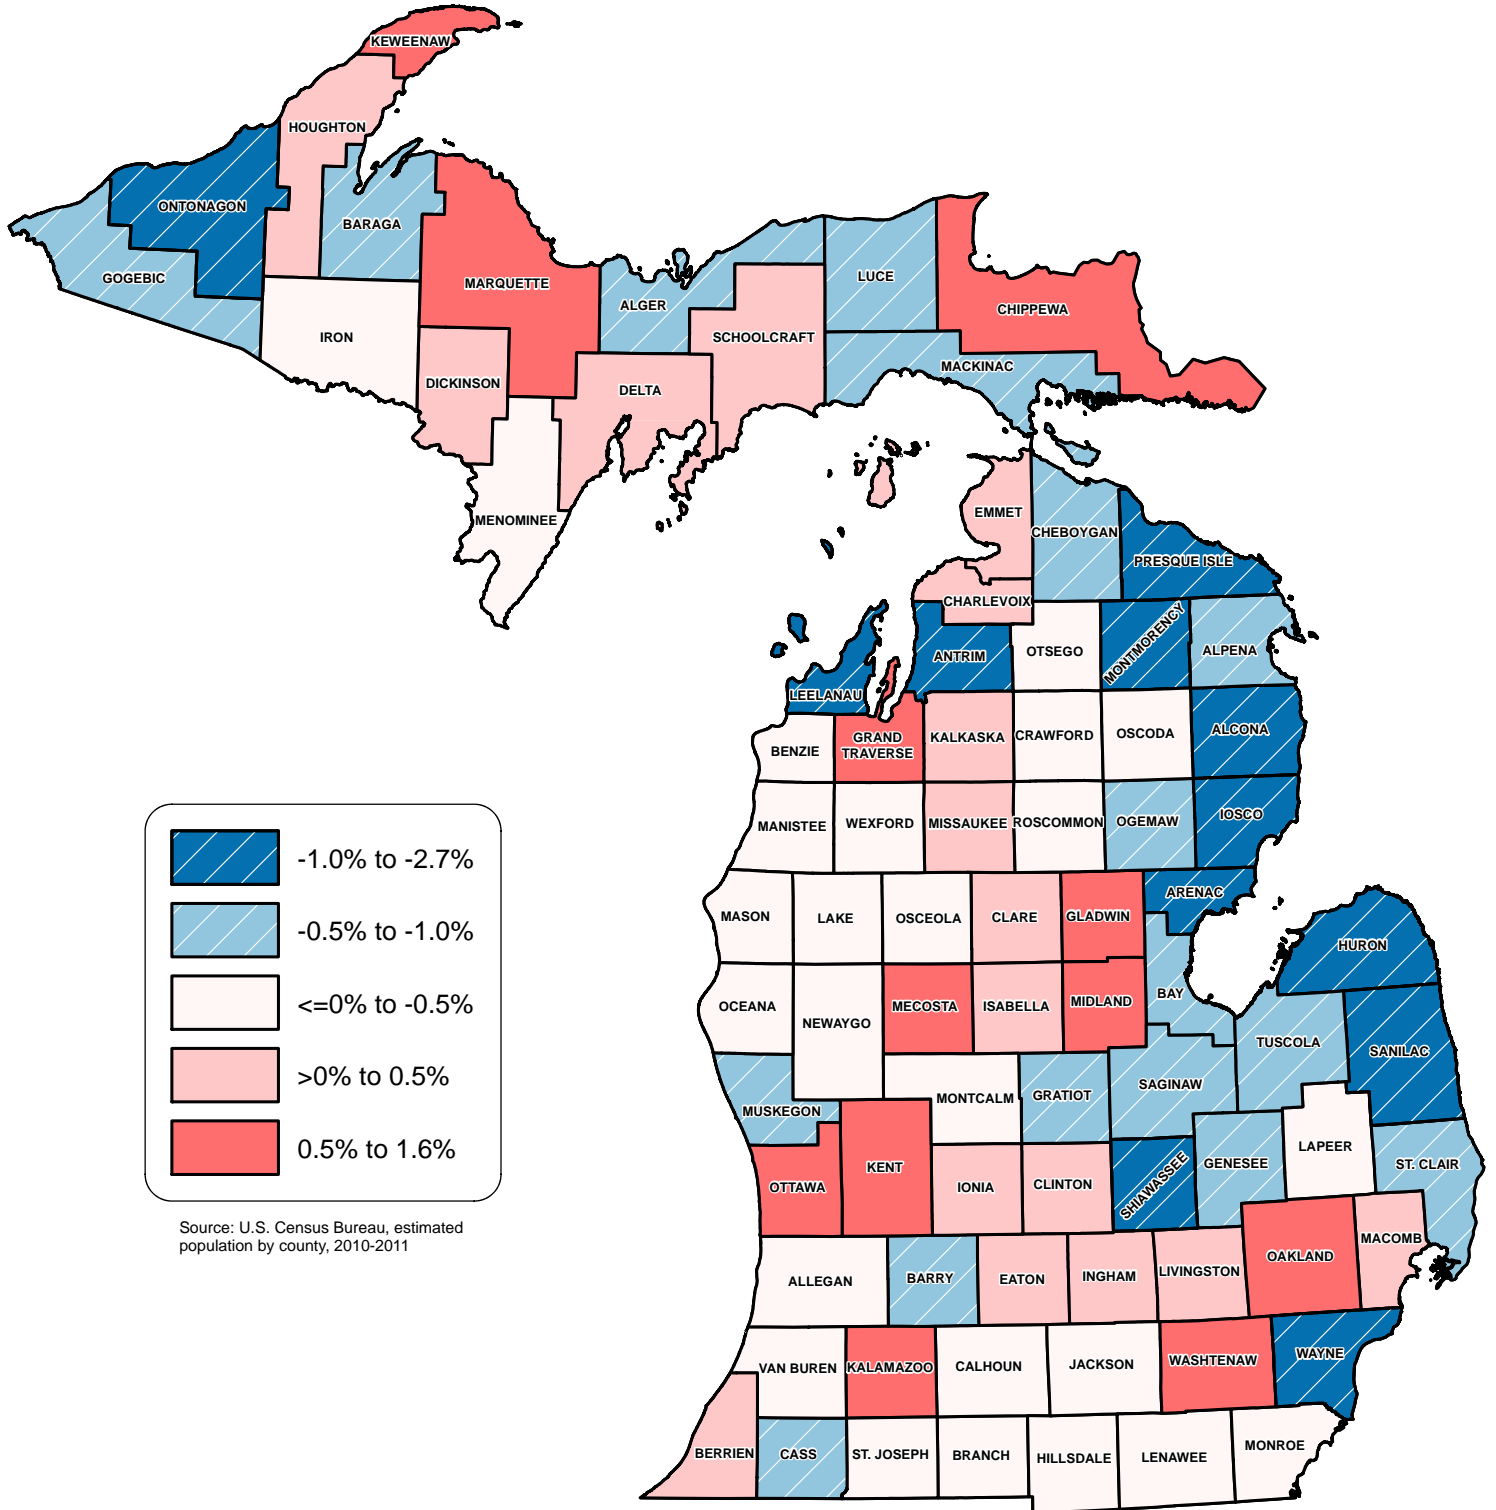 KEWEENAW
HOUGHTON
ONTONAGON
BARAGA
GOGEBIC
MARQUETTE
LUCE
ALGER
CHIPPEWA
IRON
SCHOOLCRAFT
MACKINAC
DICKINSON
DELTA
MENOMINEE
EMMET
CHEBOYGAN
PRESQUE ISLE
CHARLEVOIX
MONTMORENCY
ANTRIM
OTSEGO
ALPENA
LEELANAU
BENZIE
GRAND
TRAVERSE
KALKASKA
CRAWFORD
OSCODA
ALCONA
MANISTEE
WEXFORD
MISSAUKEE
ROSCOMMON
OGEMAW
IOSCO
ARENAC
MASON
LAKE
OSCEOLA
CLARE
GLADWIN
HURON
OCEANA
NEWAYGO
MECOSTA
ISABELLA
MIDLAND
BAY
TUSCOLA
SANILAC
MUSKEGON
MONTCALM
GRATIOT
SAGINAW
LAPEER
OTTAWA
KENT
IONIA
CLINTON
SHIAWASSEE
GENESEE
ST. CLAIR
ALLEGAN
BARRY
EATON
INGHAM
LIVINGSTON
OAKLAND
MACOMB
VAN BUREN
KALAMAZOO
CALHOUN
JACKSON
WASHTENAW
WAYNE
BERRIEN
CASS
ST. JOSEPH
BRANCH
HILLSDALE
LENAWEE
MONROE
-1.0% to -2.7%
-0.5% to -1.0%
<=0% to -0.5%
>0% to 0.5%
0.5% to 1.6%
Source: U.S. Census Bureau, estimated
population by county, 2010-2011